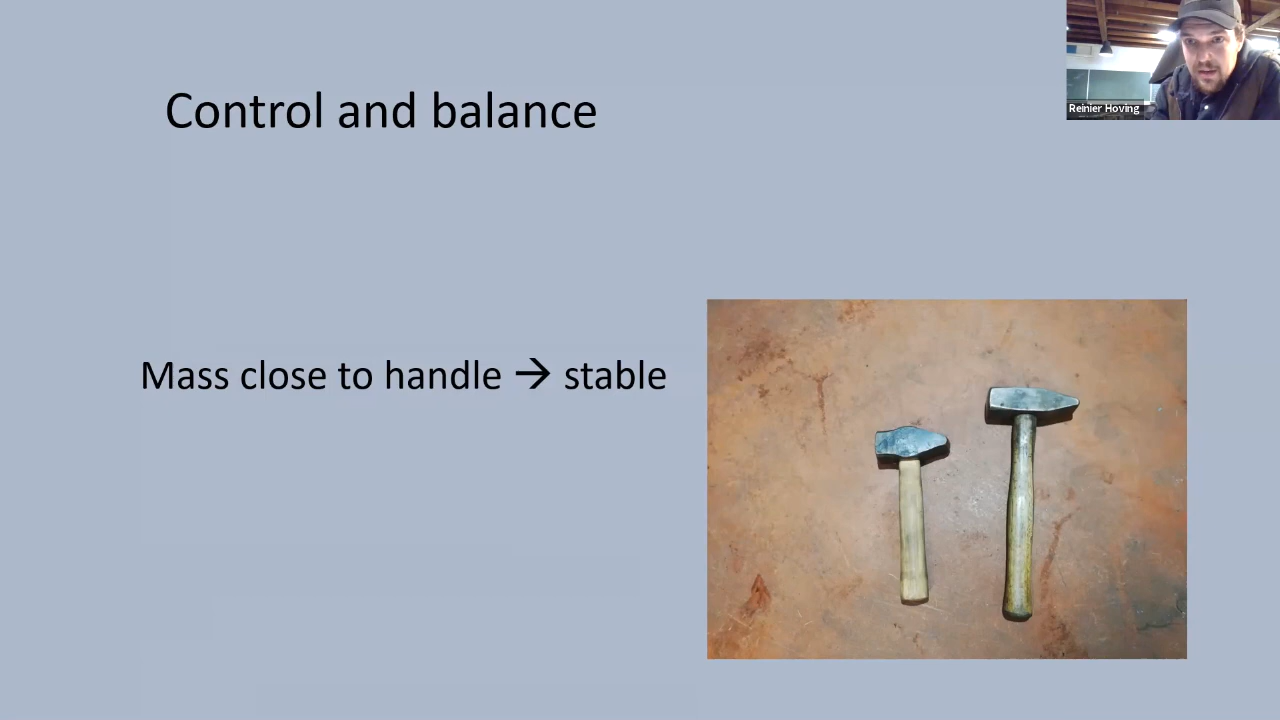 Control and balance
Reinier Hoving
Mass close to handle → stable